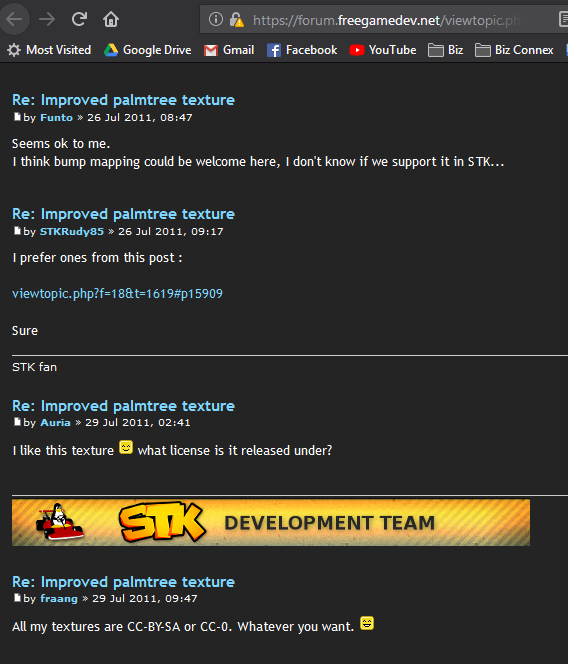 https://forum.freegamedev.net/viewtopic.ph
Most Visited Google Drive Gmail Facebook YouTube Biz Biz Connex
Re: Improved palmtree texture
by Funto » 26 Jul 2011, 08:47
Seems ok to me.
I think bump mapping could be welcome here, I don't know if we support it in STK...
Re: Improved palmtree texture
by STKRudy85 » 26 Jul 2011, 09:17
I prefer ones from this post :
viewtopic.php?f=18&t=1619#p15909
Sure
STK fan
Re: Improved palmtree texture
by Auria » 29 Jul 2011, 02:41
I like this texture what license is it released under?
STK DEVELOPMENT TEAM
Re: Improved palmtree texture
by fraang » 29 Jul 2011, 09:47
All my textures are CC-BY-SA or CC-0. Whatever you want.